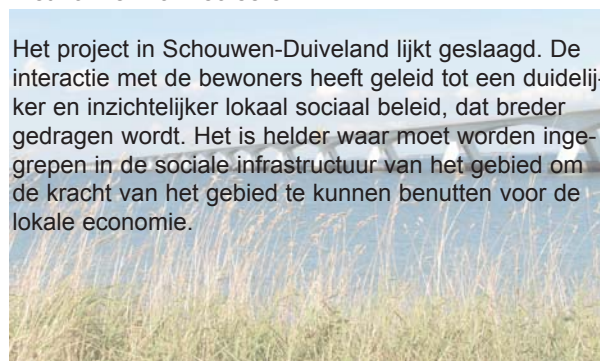 Het project in Schouwen-Duiveland lijkt geslaagd. De
interactie met de bewoners heeft geleid tot een duidelij-
ker en inzichtelijker lokaal sociaal beleid, dat breder
gedragen wordt. Het is helder waar moet worden inge-
grepen in de sociale infrastructuur van het gebied om
de kracht van het gebied te kunnen benutten voor de
lokale economie.